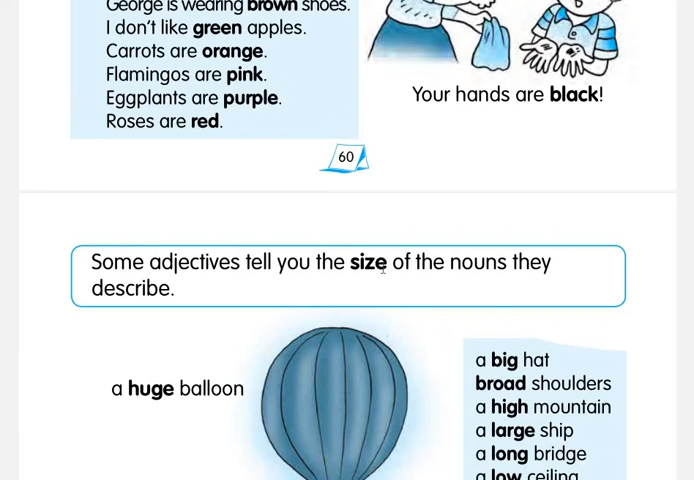 George is wearing brown shoes.
I don't like green apples.
Carrots are orange.
Flamingos are pink.
Eggplants are purple.
Roses are red.
Your hands are black!
60
Some adjectives tell you the size of the nouns they
describe.
a huge balloon
a big hat
broad shoulders
a high mountain
a large ship
a long bridge
a low ceiling